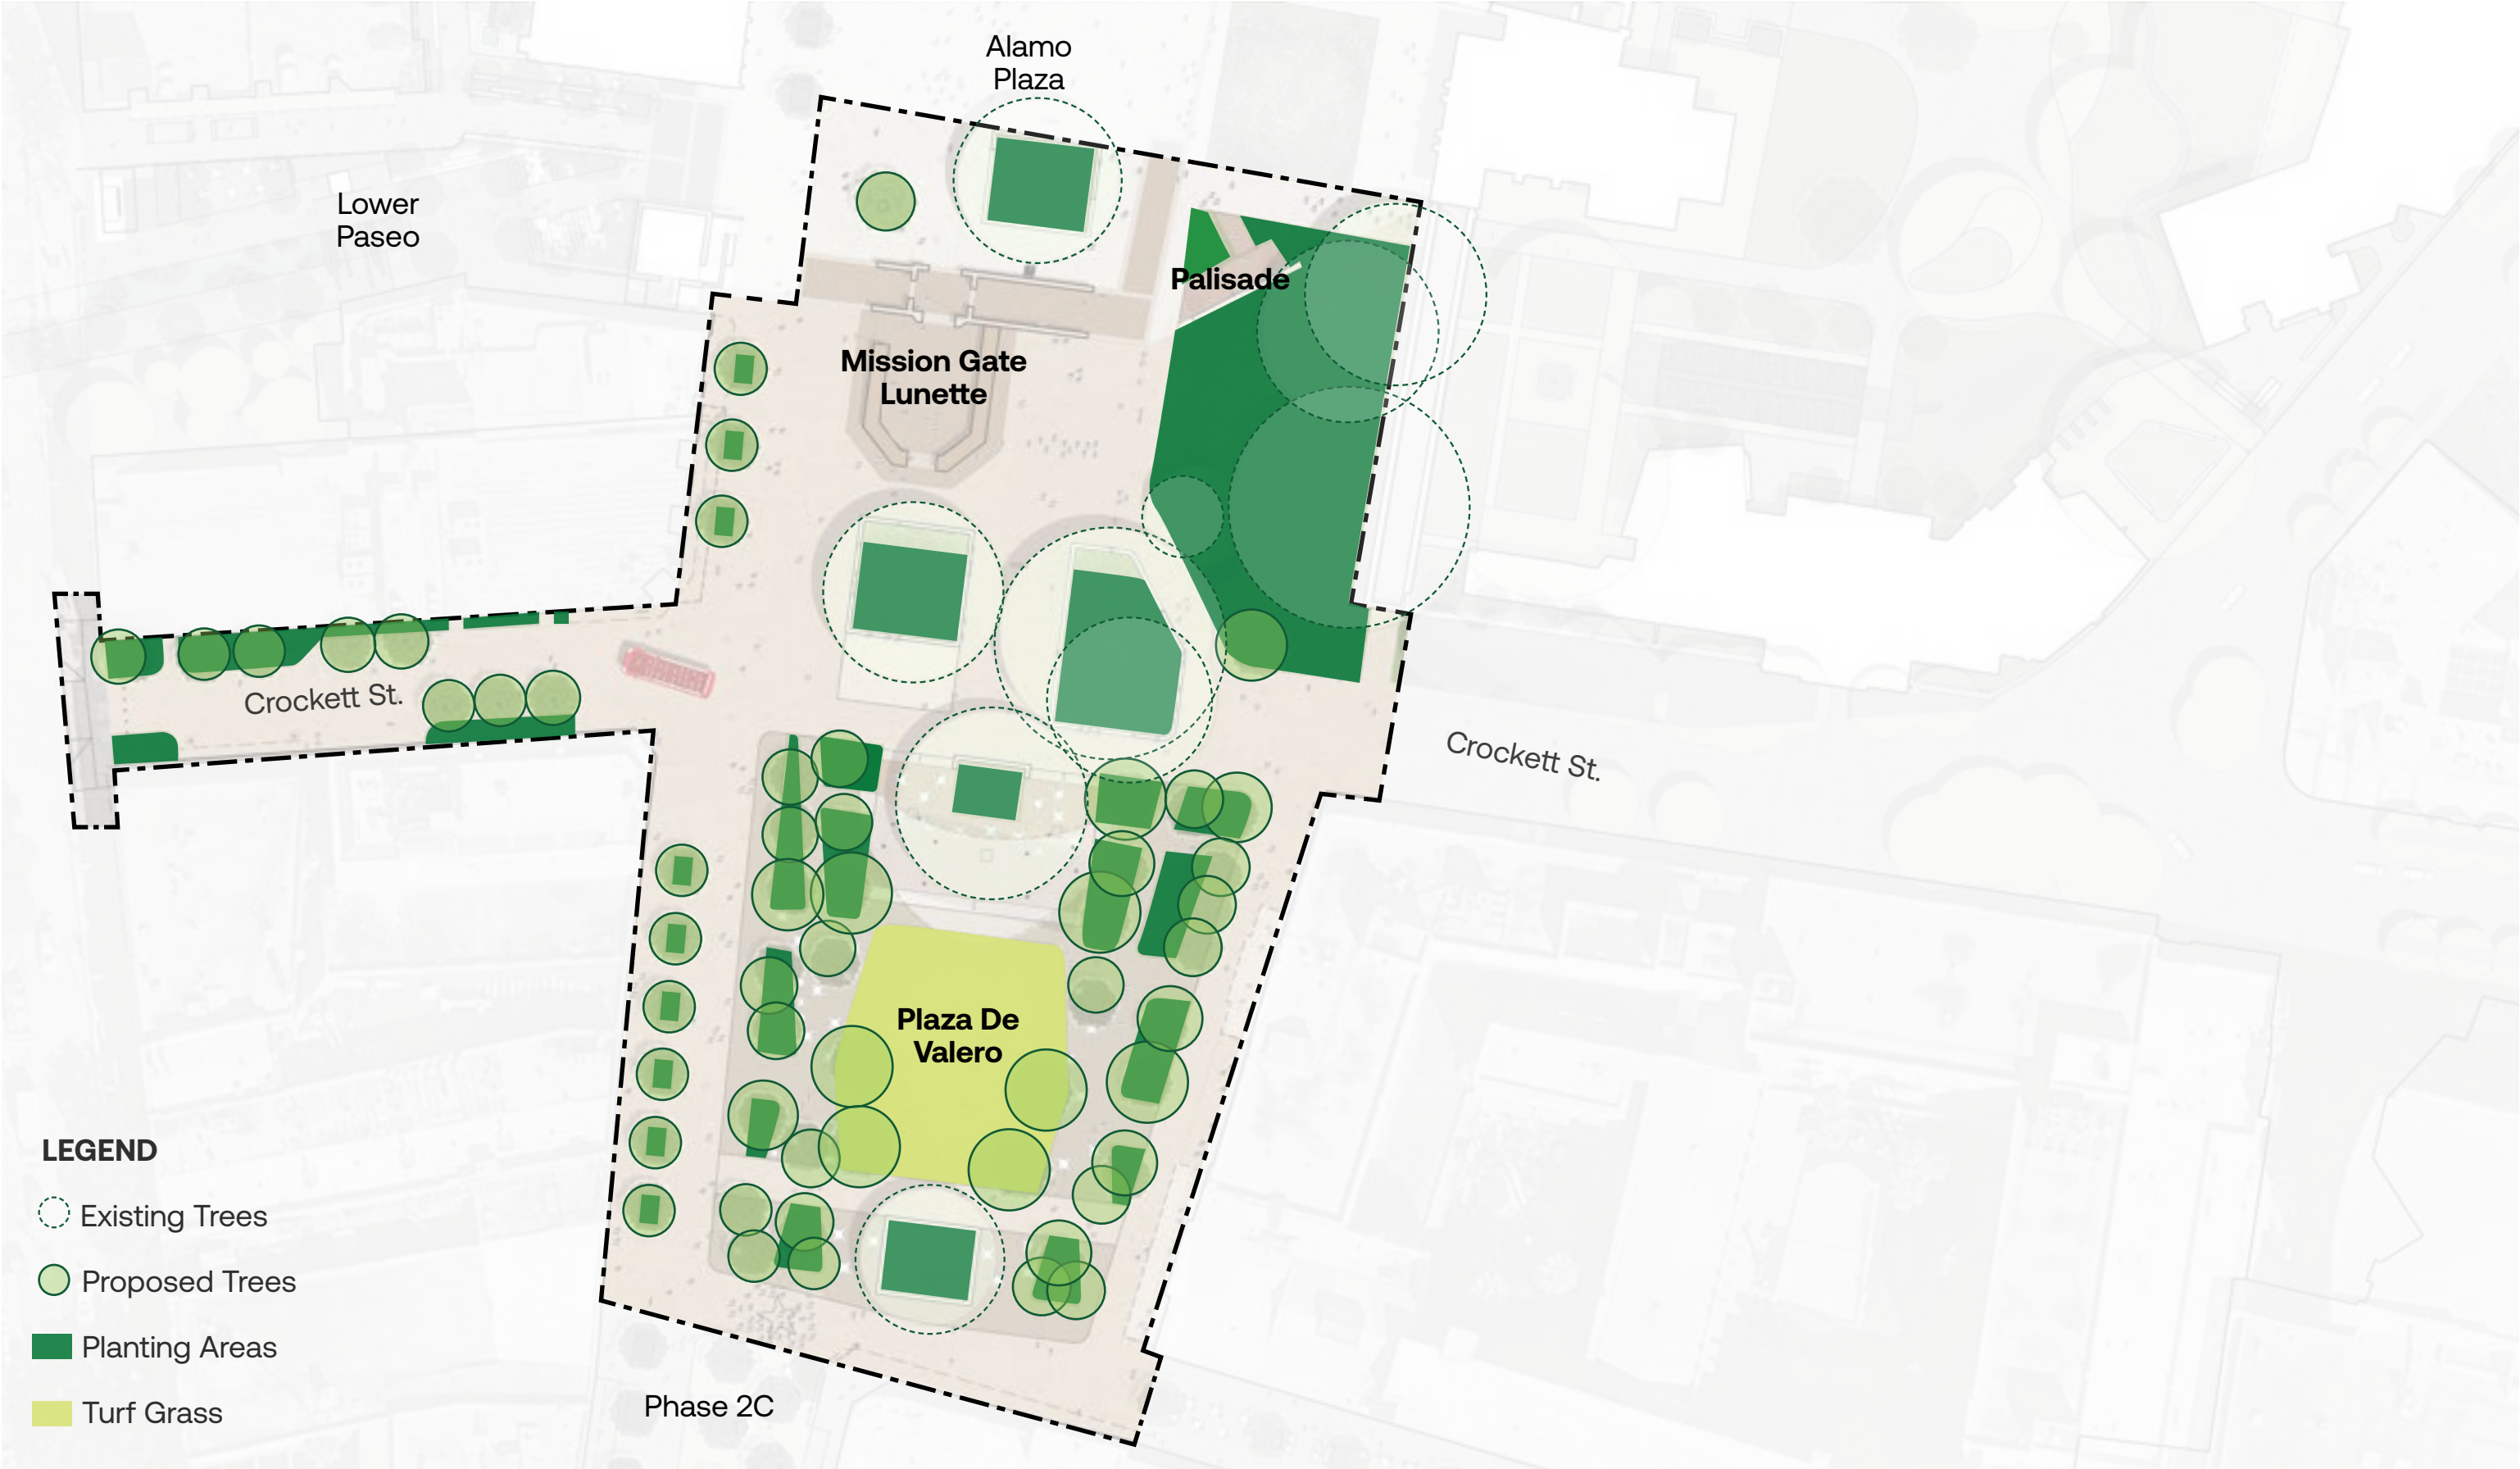 Alamo
Plaza
Lower
Paseo
Palisade
Mission Gate
Lunette
Crockett St.
Crockett St.
Plaza De
Valero
LEGEND
Existing Trees
Proposed Trees
Planting Areas
Turf Grass
Phase 2C